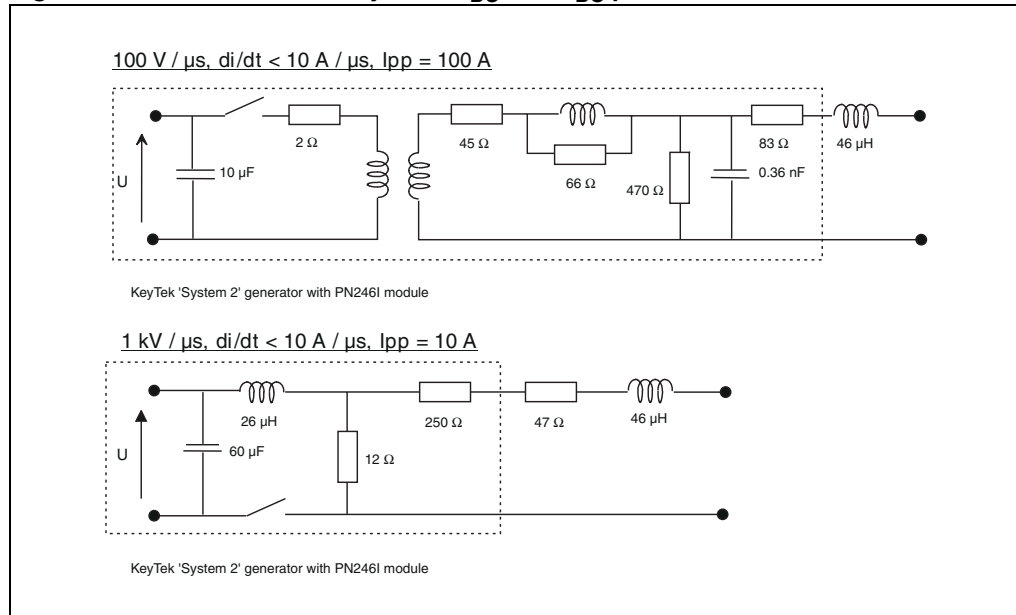 100 V / µs, di/dt < 10 A / µs, Ipp = 100 A
2 Ω
45 Ω
66 Ω
83 Ω
46 µH
U
10 µF
470 Ω
0.36 nF
KeyTek 'System 2' generator with PN246I module
1 kV / µs, di/dt < 10 A / µs, Ipp = 10 A
26 µH
250 Ω
47 Ω
46 µH
U
60 µF
12 Ω
KeyTek 'System 2' generator with PN246I module